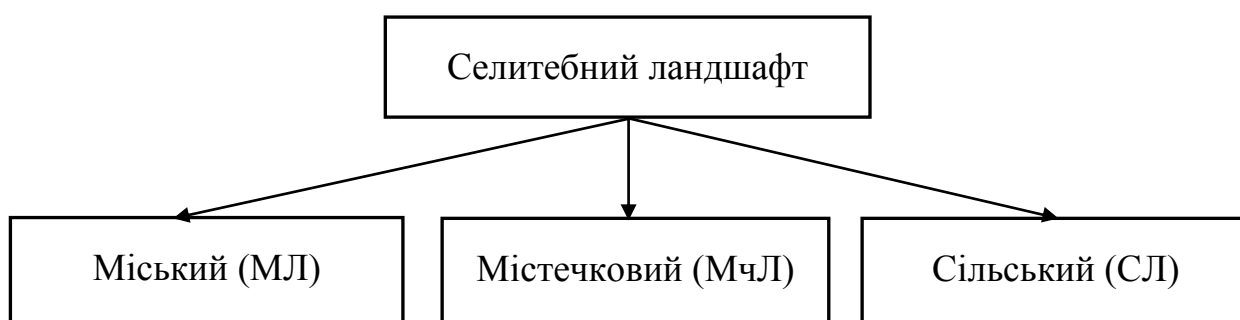 Селитебний ландшафт
Міський (МЛ)
Містечковий (МчЛ)
Сільський (СЛ)